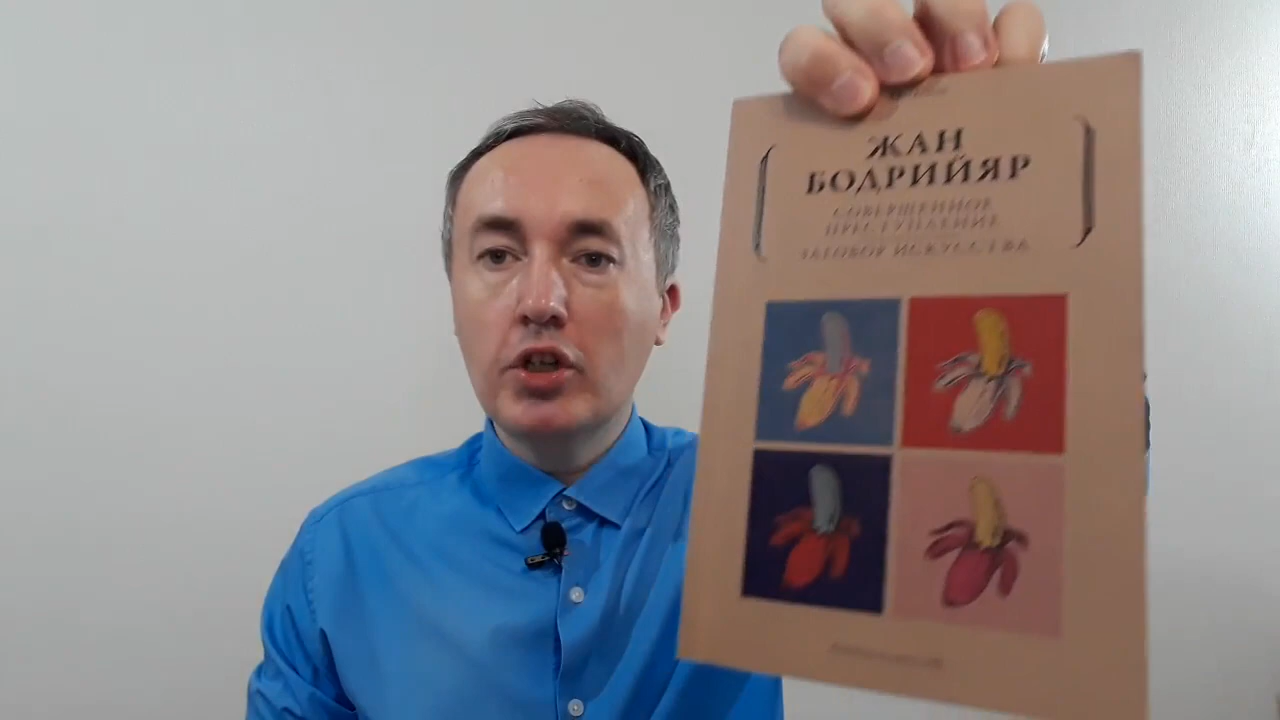 ЖАН
БОДРИЙЯР
СОВЕРШЕННОЕ
ПРЕСТУПЛЕНИЕ
ЗАГОВОР ИСКУССТВА